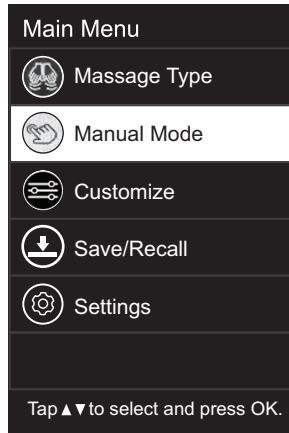 Main Menu
Massage Type
Manual Mode
Customize
Save/Recall
Settings
Tap▲▼to select and press OK.